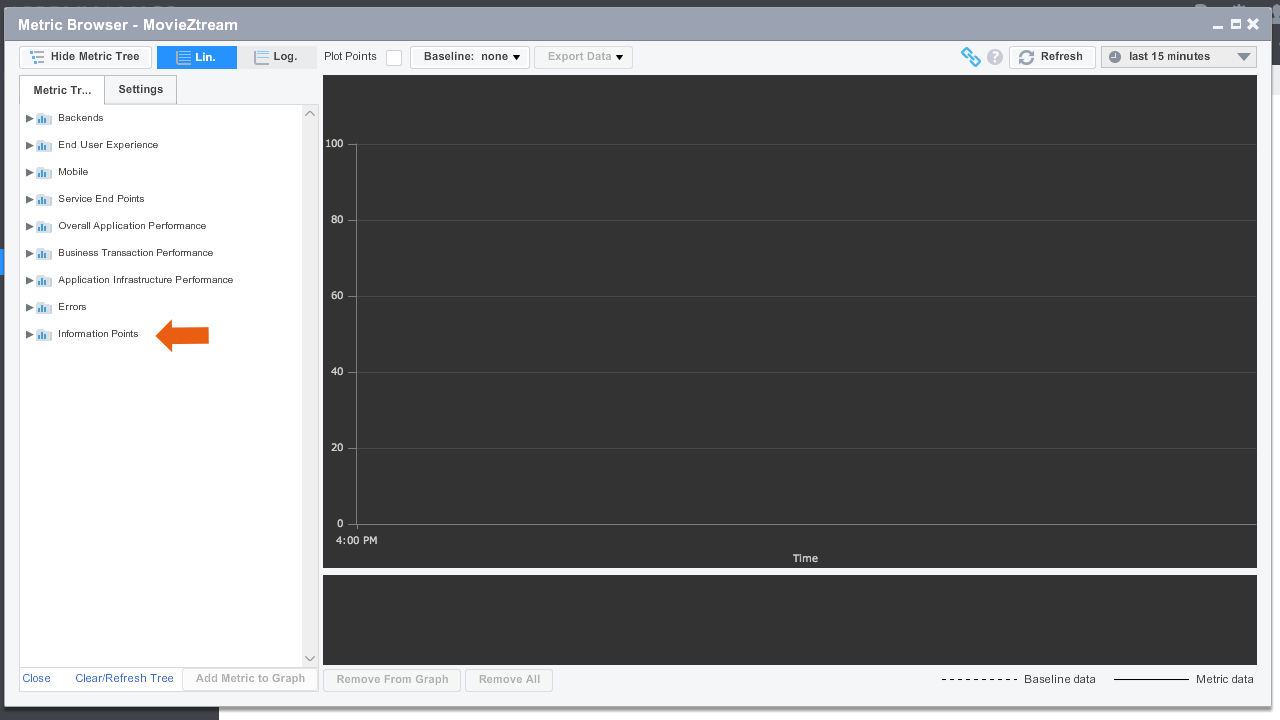 Metric Browser - MovieZtream
Hide Metric Tree
Lin.
Log.
Plot Points
Baseline: none
Export Data
?
Refresh
last 15 minutes
Metric Tr...
Settings
Backends
End User Experience
Mobile
Service End Points
Overall Application Performance
Business Transaction Performance
Application Infrastructure Performance
Errors
Information Points
100
80
60
40
20
0
4:00 PM
Time
Close
Clear/Refresh Tree
Add Metric to Graph
Remove From Graph
Remove All
Baseline data
Metric data